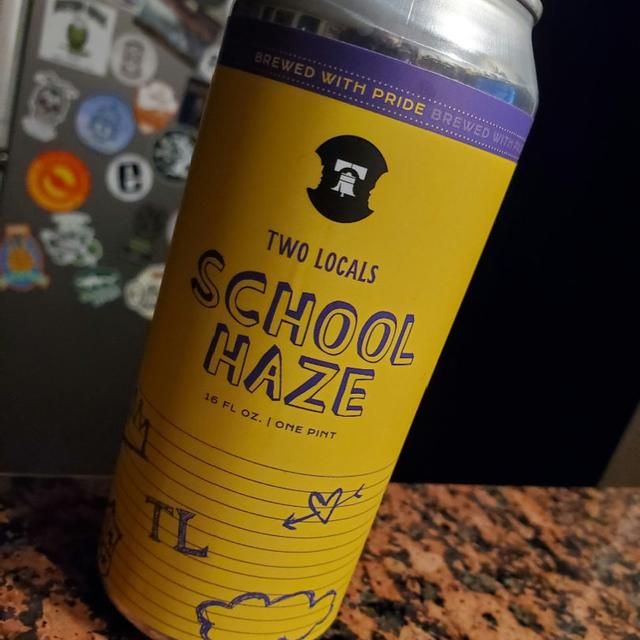 BREWED WITH PRIDE BREWED WITH
TWO LOCALS
SCHOOL
HAZE
16 FL OZ. | ONE PINT
TL